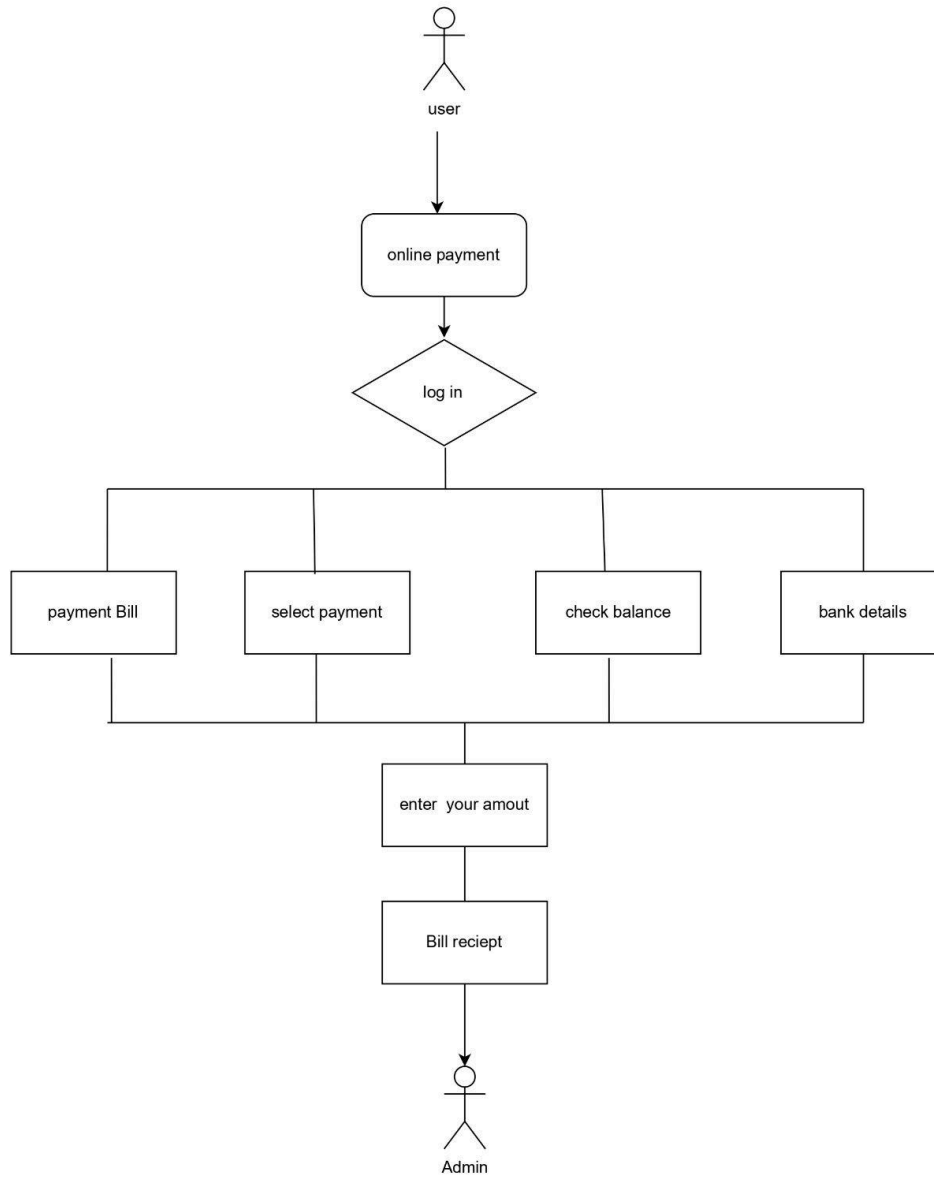 user
online payment
log in
payment Bill
select payment
check balance
bank details
enter your amout
Bill reciept
Admin